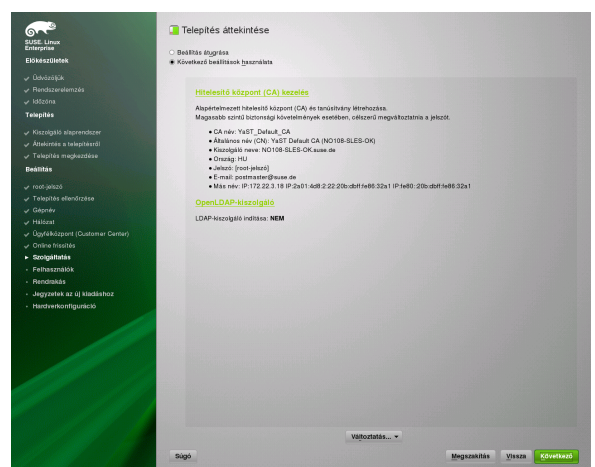 SUSE. Linux
Enterprise
Előkészületek
Üdvözöljük
Rendszerelemzés
Időzóna
Telepítés
Kiszolgáló alaprendszer
Áttekintés a telepítésről
Telepítés megkezdése
Beállítás
root-jelszó
Telepítés ellenőrzése
Gépnév
Hálózat
Ügyfélközpont (Customer Center)
Online frissítés
Szolgáltatás
Felhasználók
Rendrakás
Jegyzetek az új kiadáshoz
Hardverkonfiguráció
Telepítés áttekintése
Beállítás átugrása
Következő beállítások használata
Hitelesítő központ (CA) kezelés
Alapértelmezett hitelesítő központ (CA) és tanúsítvány létrehozása.
Magasabb szintű biztonsági követelmények esetében, célszerű megváltoztatnia a jelszót.
• CA név: YaST_Default_CA
• Általános név (CN): YaST Default CA (NO108-SLES-OK)
• Kiszolgáló neve: NO108-SLES-OK.suse.de
• Ország: HU
• Jelszó: [root-jelszó]
• E-mail: postmaster@suse.de
• Más név: IP:172.22.3.18 IP:2a01:4d8:2:22:20b:dbff:fe86:32a1 IP:fe80::20b:dbff:fe86:32a1
OpenLDAP-kiszolgáló
LDAP-kiszolgáló indítása: NEM
Változtatás...
Súgó
Megszakítás
Vissza
Következő